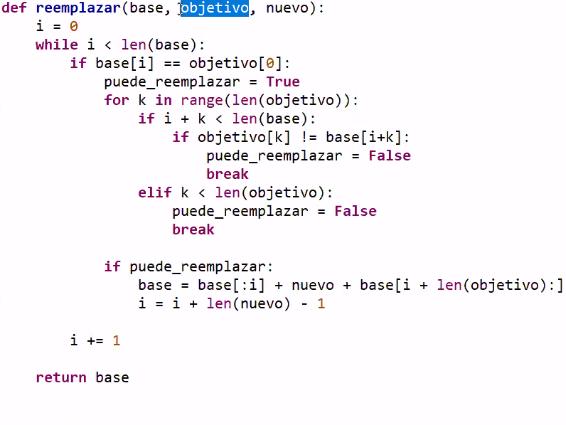 def reemplazar(base, objetivo, nuevo):
    i = 0
    while i < len(base):
        if base[i] == objetivo[0]:
            puede_reemplazar = True
            for k in range(len(objetivo)):
                if i + k < len(base):
                    if objetivo[k] != base[i+k]:
                        puede_reemplazar = False
                        break
                elif k < len(objetivo):
                    puede_reemplazar = False
                    break

            if puede_reemplazar:
                base = base[:i] + nuevo + base[i + len(objetivo):]
                i = i + len(nuevo) - 1

        i += 1

    return base